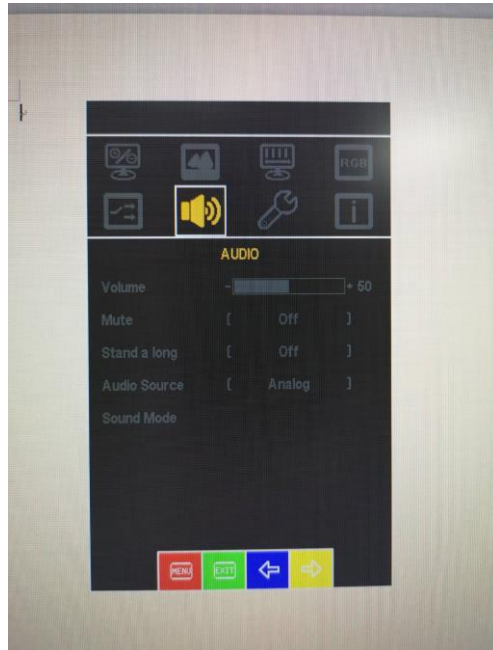 RGB
AUDIO
Volume - + 50
Mute [ Off ]
Stand a long [ Off ]
Audio Source [ Analog ]
Sound Mode
MENU EXIT